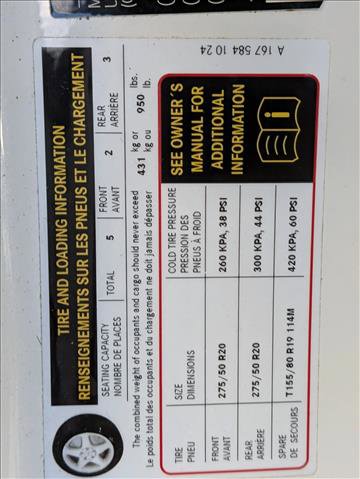 TIRE AND LOADING INFORMATION
RENSEIGNEMENTS SUR LES PNEUS ET LE CHARGEMENT
SEATING CAPACITY
NOMBRE DE PLACES
TOTAL 5
FRONT
AVANT 2
REAR
ARRIÈRE 3
The combined weight of occupants and cargo should never exceed 431 kg or 950 lbs.
Le poids total des occupants et du chargement ne doit jamais dépasser kg ou lb.
TIRE
PNEU
SIZE
DIMENSIONS
COLD TIRE PRESSURE
PRESSION DES
PNEUS À FROID
SEE OWNER'S
MANUAL FOR
ADDITIONAL
INFORMATION
FRONT
AVANT
275/50 R20
260 KPA, 38 PSI
REAR
ARRIÈRE
275/50 R20
300 KPA, 44 PSI
SPARE
DE SECOURS
T155/80 R19 114M
420 KPA, 60 PSI
A 167 584 10 24